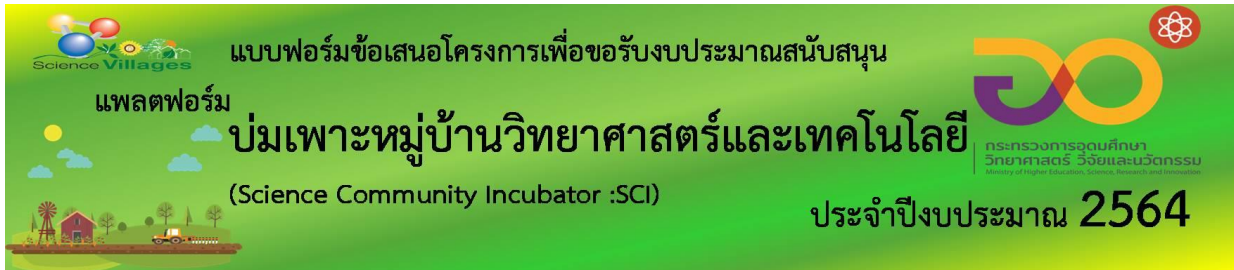 Science Villages
แบบฟอร์มข้อเสนอโครงการเพื่อขอรับงบประมาณสนับสนุน
แพลตฟอร์ม
บ่มเพาะหมู่บ้านวิทยาศาสตร์และเทคโนโลยี
(Science Community Incubator :SCI)
กระทรวงการอุดมศึกษา
วิทยาศาสตร์ วิจัยและนวัตกรรม
Ministry of Higher Education, Science, Research and Innovation
ประจำปีงบประมาณ 2564